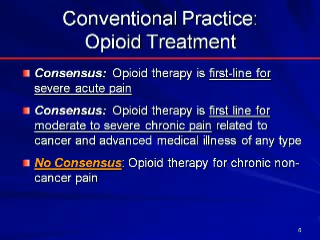 Conventional Practice:
Opioid Treatment
Consensus: Opioid therapy is first-line for
severe acute pain
Consensus: Opioid therapy is first line for
moderate to severe chronic pain related to
cancer and advanced medical illness of any type
No Consensus: Opioid therapy for chronic non-
cancer pain
6